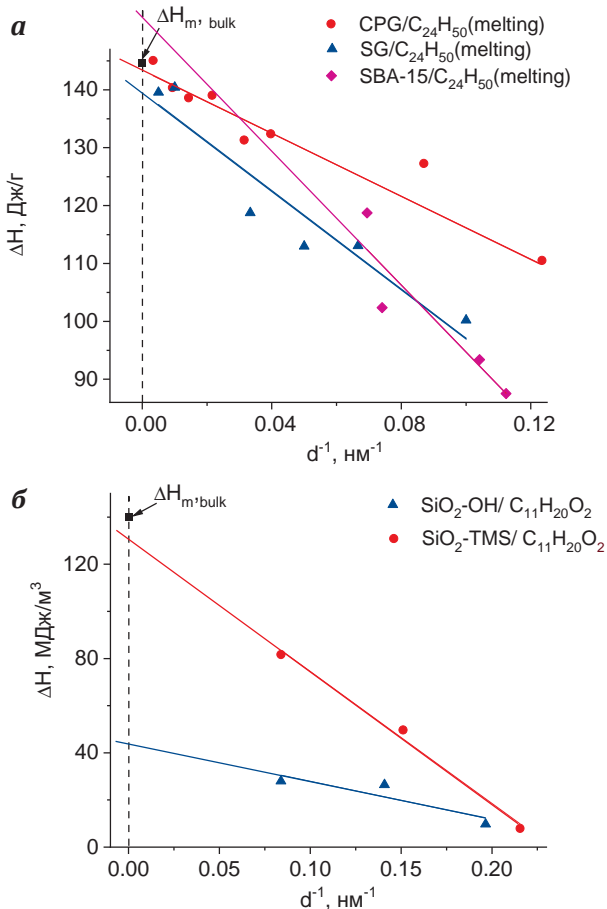 а
ΔHm, bulk
CPG/C24H50(melting)
SG/C24H50(melting)
SBA-15/C24H50(melting)
ΔH, Дж/г
140
130
120
110
100
90
0.00 0.04 0.08 0.12
d-1, нм-1
б
ΔHm,bulk
SiO2-OH/ C11H20O2
SiO2-TMS/ C11H20O2
ΔH, МДж/м3
120
80
40
0
0.00 0.05 0.10 0.15 0.20
d-1, нм-1